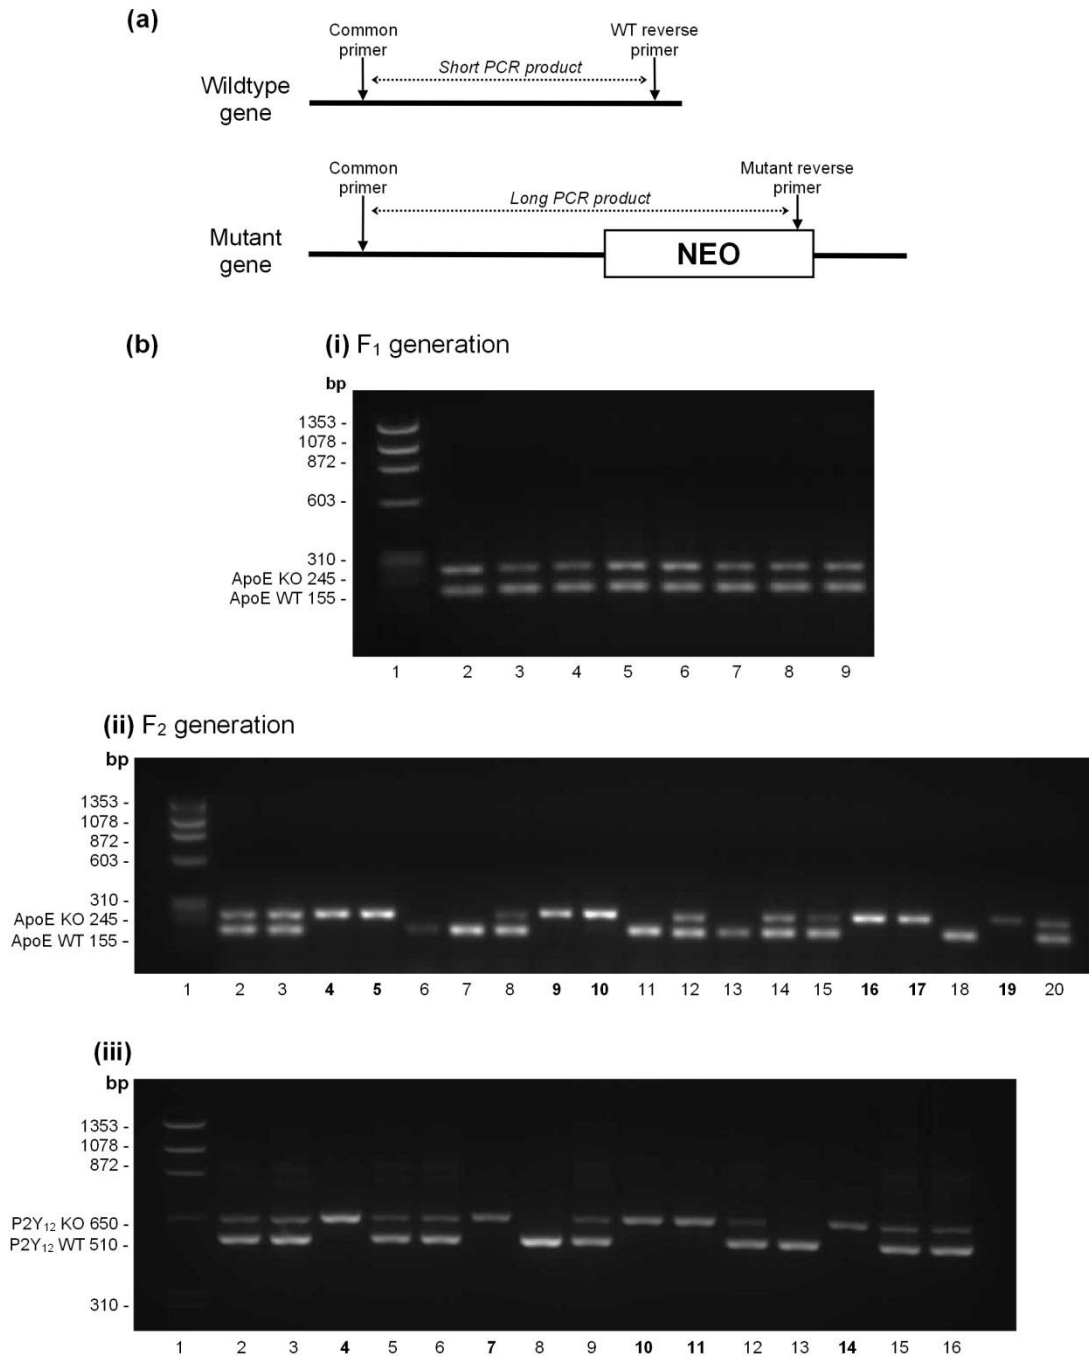 (a)
Common
primer
WT reverse
primer
Short PCR product
Wildtype
gene
Common
primer
Mutant reverse
primer
Long PCR product
Mutant
gene
NEO
(b)
(i) F₁ generation
bp
1353 -
1078 -
872 -
603 -
310 -
ApoE KO 245 -
ApoE WT 155 -
1 2 3 4 5 6 7 8 9
(ii) F₂ generation
bp
1353 -
1078 -
872 -
603 -
310 -
ApoE KO 245 -
ApoE WT 155 -
1 2 3 4 5 6 7 8 9 10 11 12 13 14 15 16 17 18 19 20
(iii)
bp
1353 -
1078 -
872 -
P2Y₁₂ KO 650 -
P2Y₁₂ WT 510 -
310 -
1 2 3 4 5 6 7 8 9 10 11 12 13 14 15 16